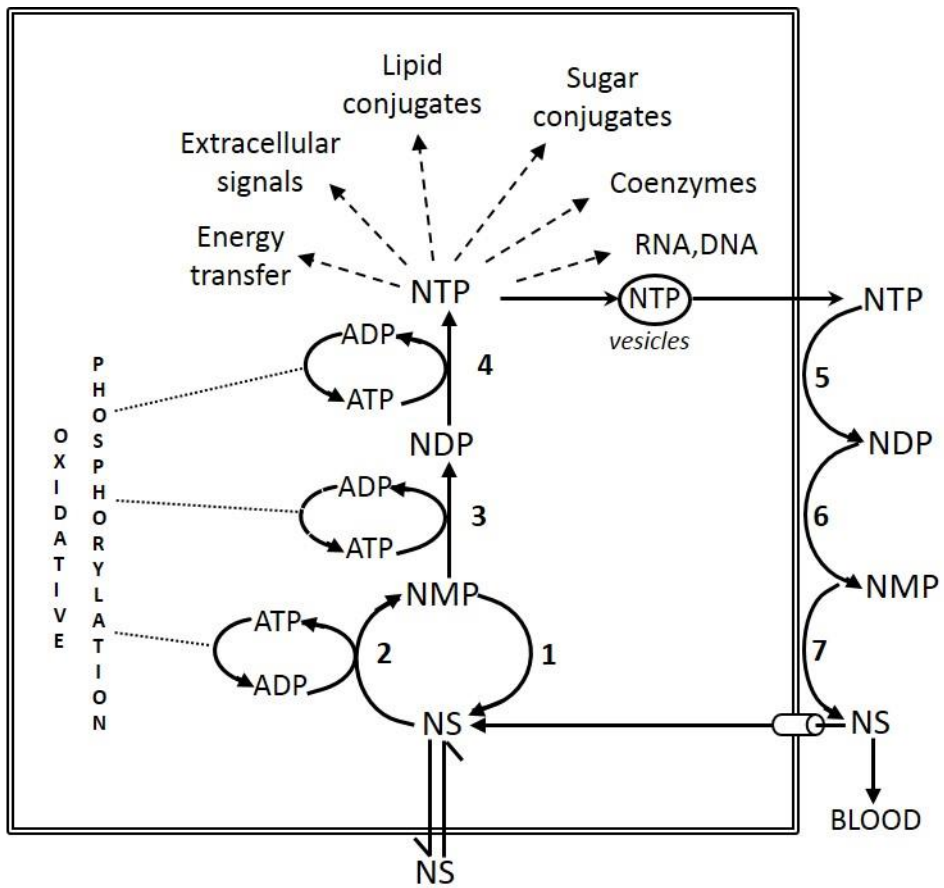 Lipid
conjugates
Sugar
conjugates
Extracellular
signals
Coenzymes
Energy
transfer
RNA,DNA
NTP
NTP
NTP
vesicles
ADP
4
ATP
5
NDP
NDP
OXIDATIVE
PHOSPHORYLATION
ADP
3
ATP
6
NMP
NMP
ATP
2
1
7
ADP
NS
NS
BLOOD
NS